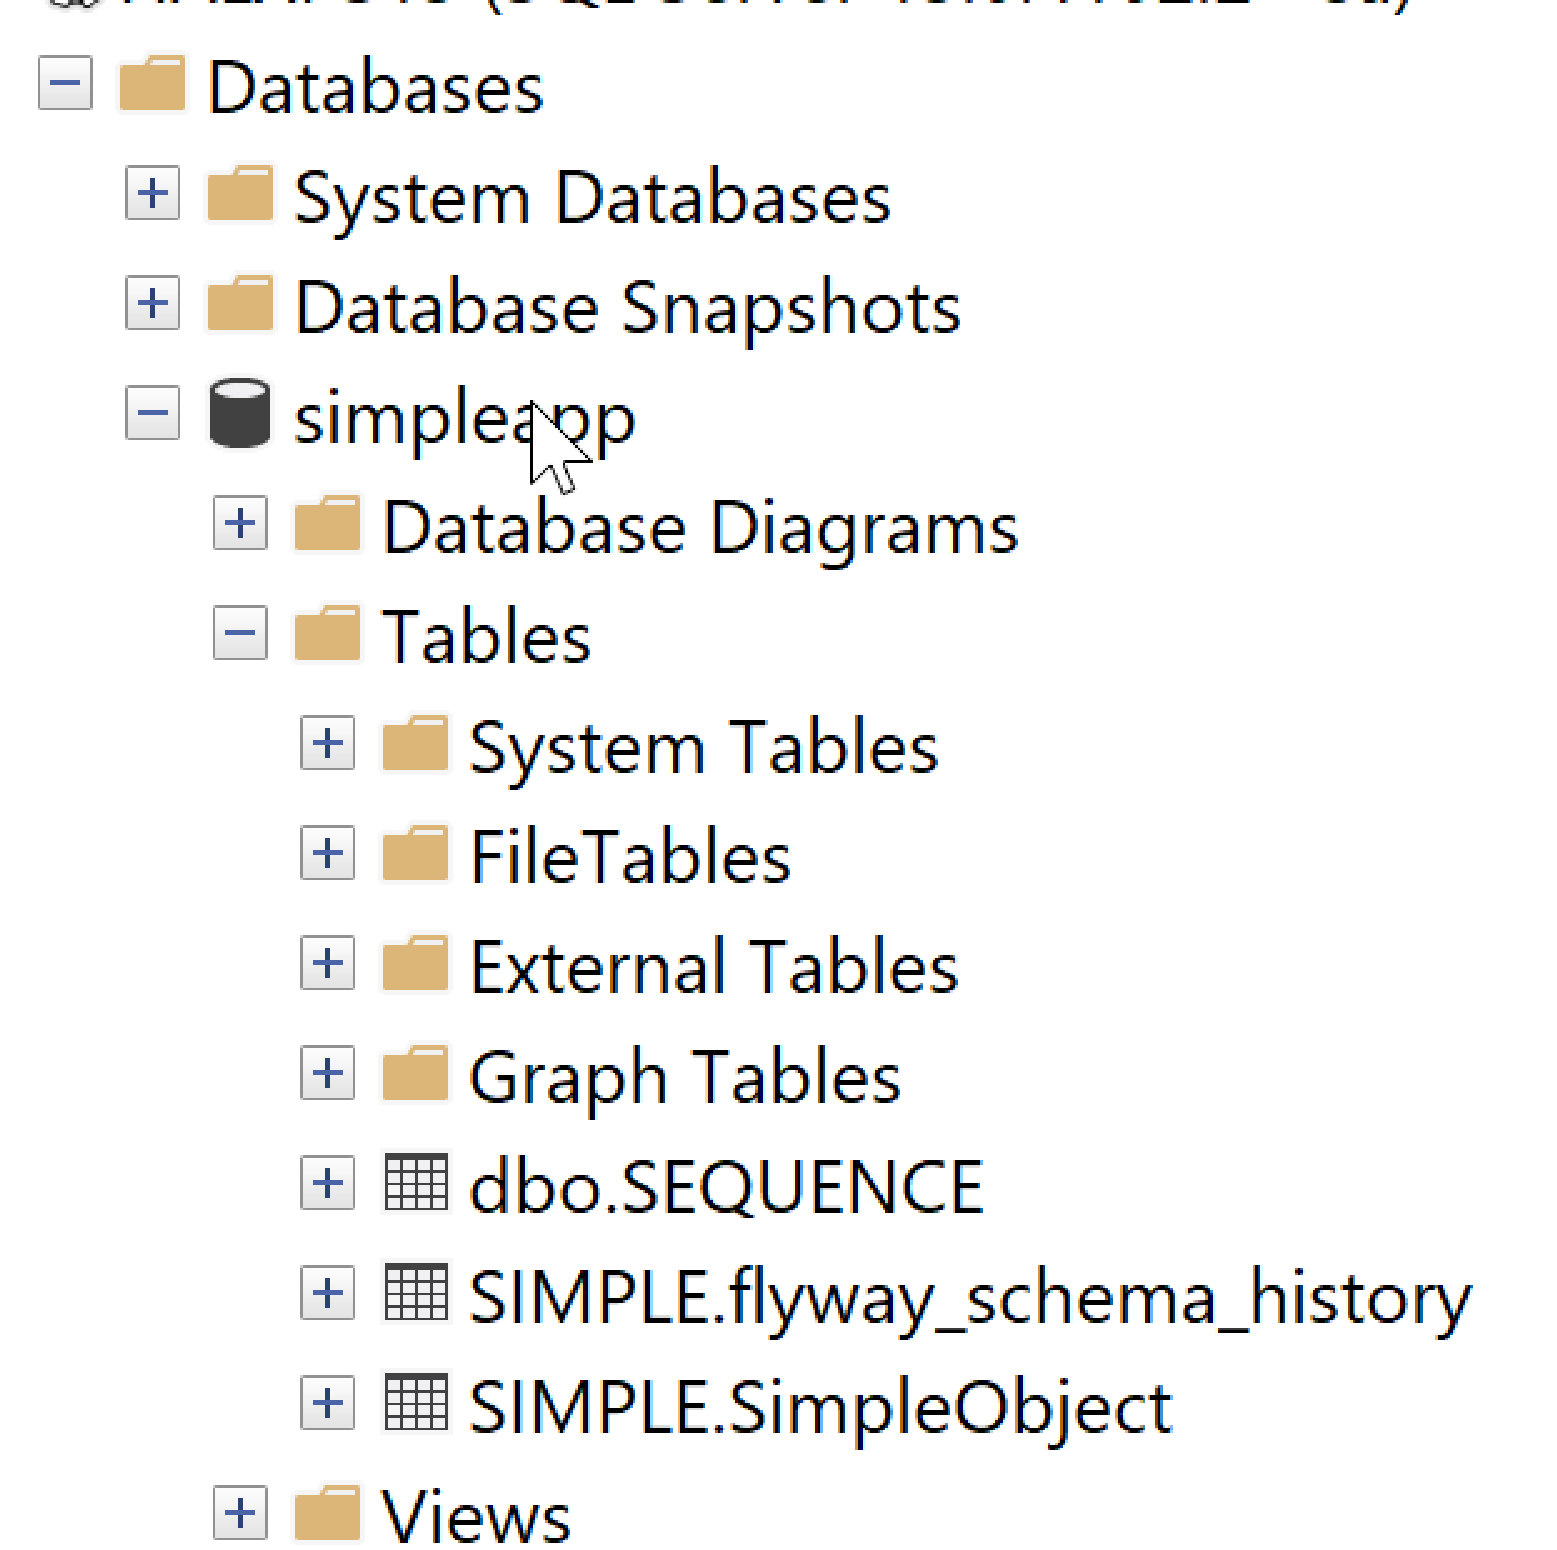 Databases
System Databases
Database Snapshots
simpleapp
Database Diagrams
Tables
System Tables
FileTables
External Tables
Graph Tables
dbo.SEQUENCE
SIMPLE.flyway_schema_history
SIMPLE.SimpleObject
Views